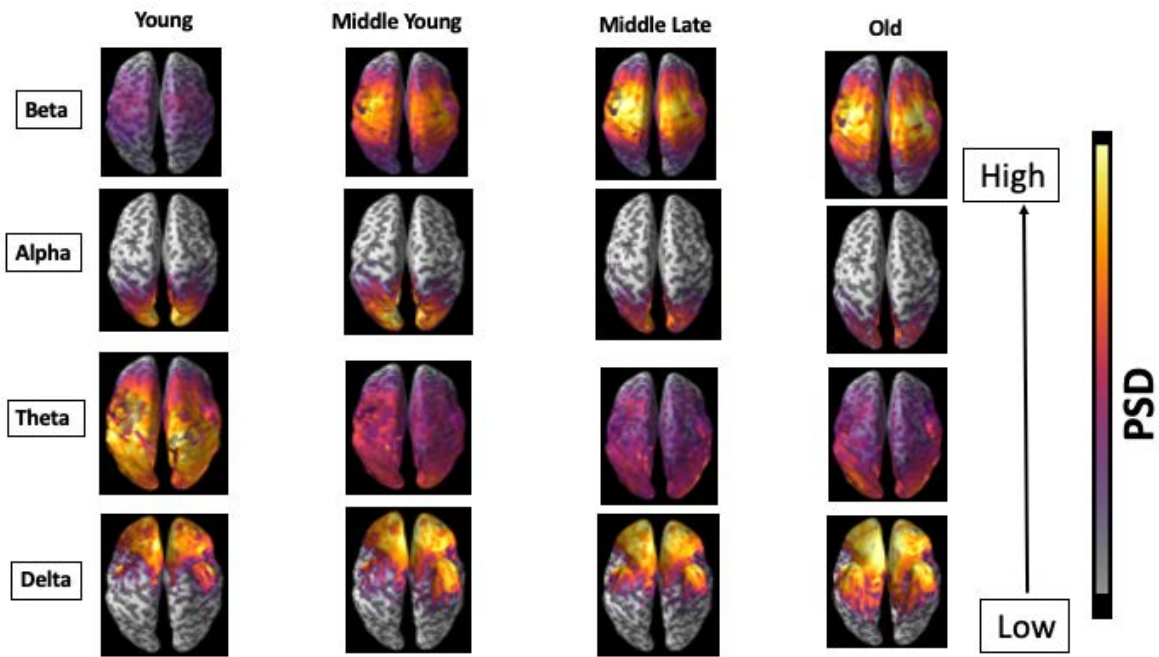 Young
Middle Young
Middle Late
Old
Beta
High
Alpha
Theta
PSD
Delta
Low